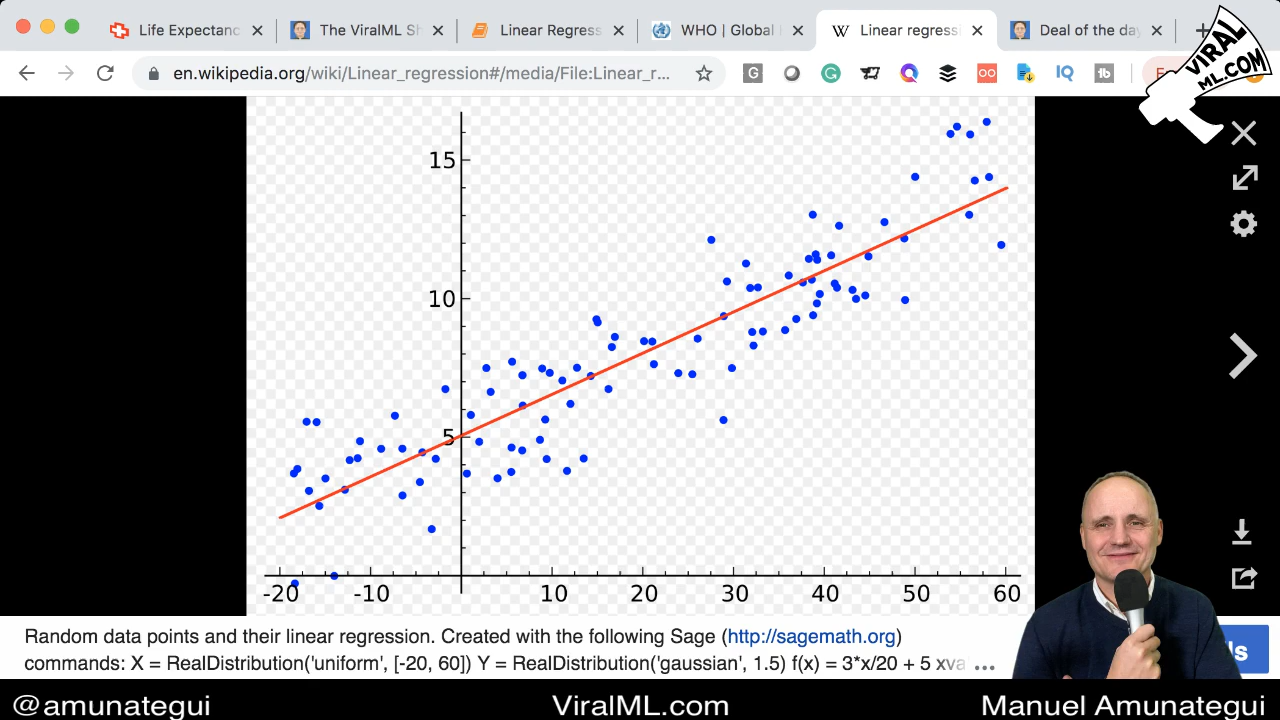 Life Expectanc
The ViralML Sh
Linear Regress
WHO | Global
Linear regressi
Deal of the day
en.wikipedia.org/wiki/Linear_regression#/media/File:Linear_r...
G
G
IQ
tb
VIRAL
ML.COM
15
10
5
-20 -10 10 20 30 40 50 60
Random data points and their linear regression. Created with the following Sage (http://sagemath.org)
commands: X = RealDistribution('uniform', [-20, 60]) Y = RealDistribution('gaussian', 1.5) f(x) = 3*x/20 + 5 xva ...
@amunategui ViralML.com Manuel Amunategui